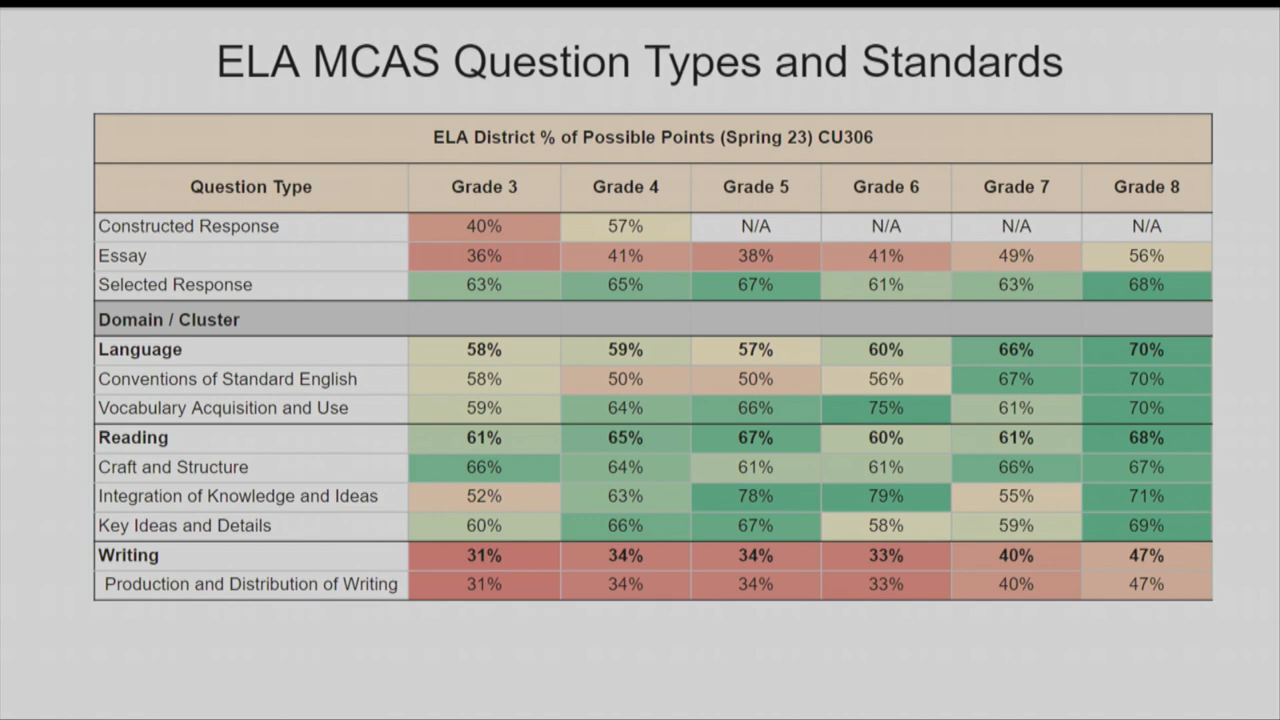 ELA MCAS Question Types and Standards
ELA District % of Possible Points (Spring 23) CU306
Question Type Grade 3 Grade 4 Grade 5 Grade 6 Grade 7 Grade 8
Constructed Response 40% 57% N/A N/A N/A N/A
Essay 36% 41% 38% 41% 49% 56%
Selected Response 63% 65% 67% 61% 63% 68%
Domain / Cluster
Language 58% 59% 57% 60% 66% 70%
Conventions of Standard English 58% 50% 50% 56% 67% 70%
Vocabulary Acquisition and Use 59% 64% 66% 75% 61% 70%
Reading 61% 65% 67% 60% 61% 68%
Craft and Structure 66% 64% 61% 61% 66% 67%
Integration of Knowledge and Ideas 52% 63% 78% 79% 55% 71%
Key Ideas and Details 60% 66% 67% 58% 59% 69%
Writing 31% 34% 34% 33% 40% 47%
Production and Distribution of Writing 31% 34% 34% 33% 40% 47%